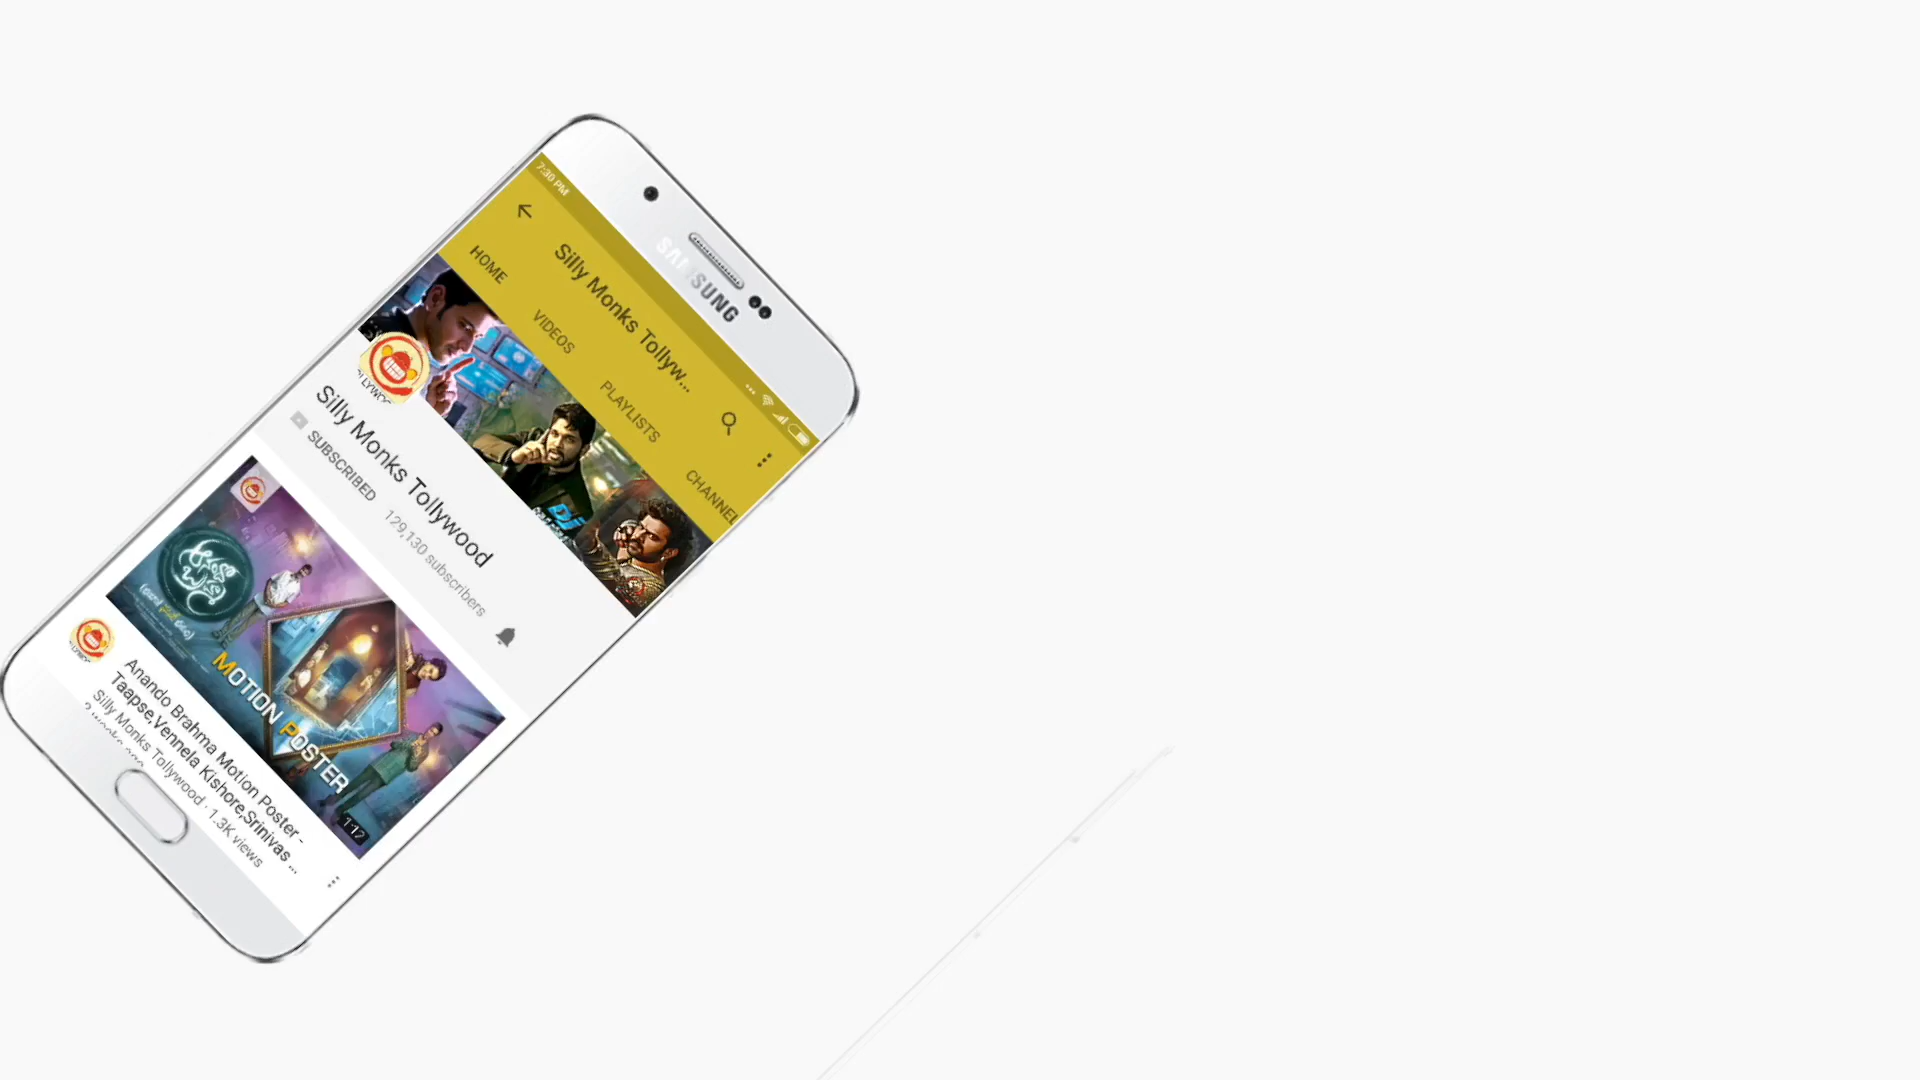 SAMSUNG
7:30 PM
Silly Monks Tollyw...
HOME
VIDEOS
PLAYLISTS
CHANNEL
DJ
Silly Monks Tollywood
SUBSCRIBED
129,130 subscribers
MOTION POSTER
1:12
Anando Brahma Motion Poster -
Taapse,Vennela Kishore,Srinivas ...
Silly Monks Tollywood · 1.3K views